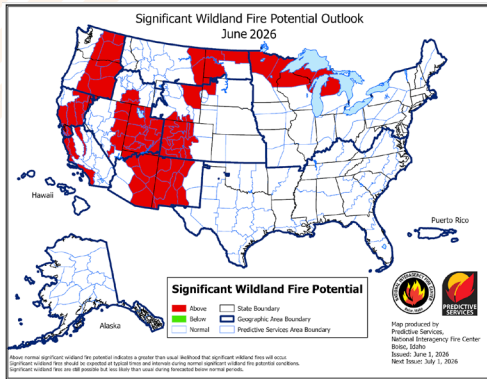 Significant Wildland Fire Potential Outlook
June 2026
Hawaii
Puerto Rico
Alaska
Significant Wildland Fire Potential
Above
Below
Normal
State Boundary
Geographic Area Boundary
Predictive Services Area Boundary
NATIONAL INTERAGENCY FIRE CENTER
PREDICTIVE
SERVICES
Map produced by
Predictive Services,
National Interagency Fire Center
Boise, Idaho
Issued: June 1, 2026
Next Issue: July 1, 2026
Above normal significant wildland fire potential indicates a greater than usual likelihood that significant wildland fires will occur.
Significant wildland fires should be expected at typical times and intervals during normal significant wildland fire potential conditions.
Significant wildland fires are still possible but less likely than usual during forecasted below normal periods.